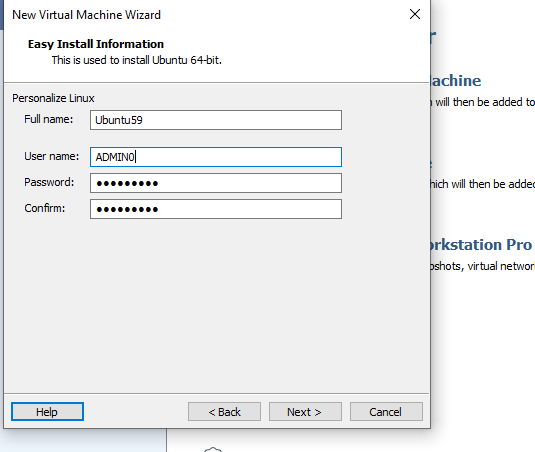 New Virtual Machine Wizard
Easy Install Information
This is used to install Ubuntu 64-bit.
Personalize Linux
Full name: Ubuntu59
User name: ADMIN0
Password: ●●●●●●●●●
Confirm: ●●●●●●●●●
Help < Back Next > Cancel
r
achine
will then be added to
hich will then be added
orkstation Pro
pshots, virtual network